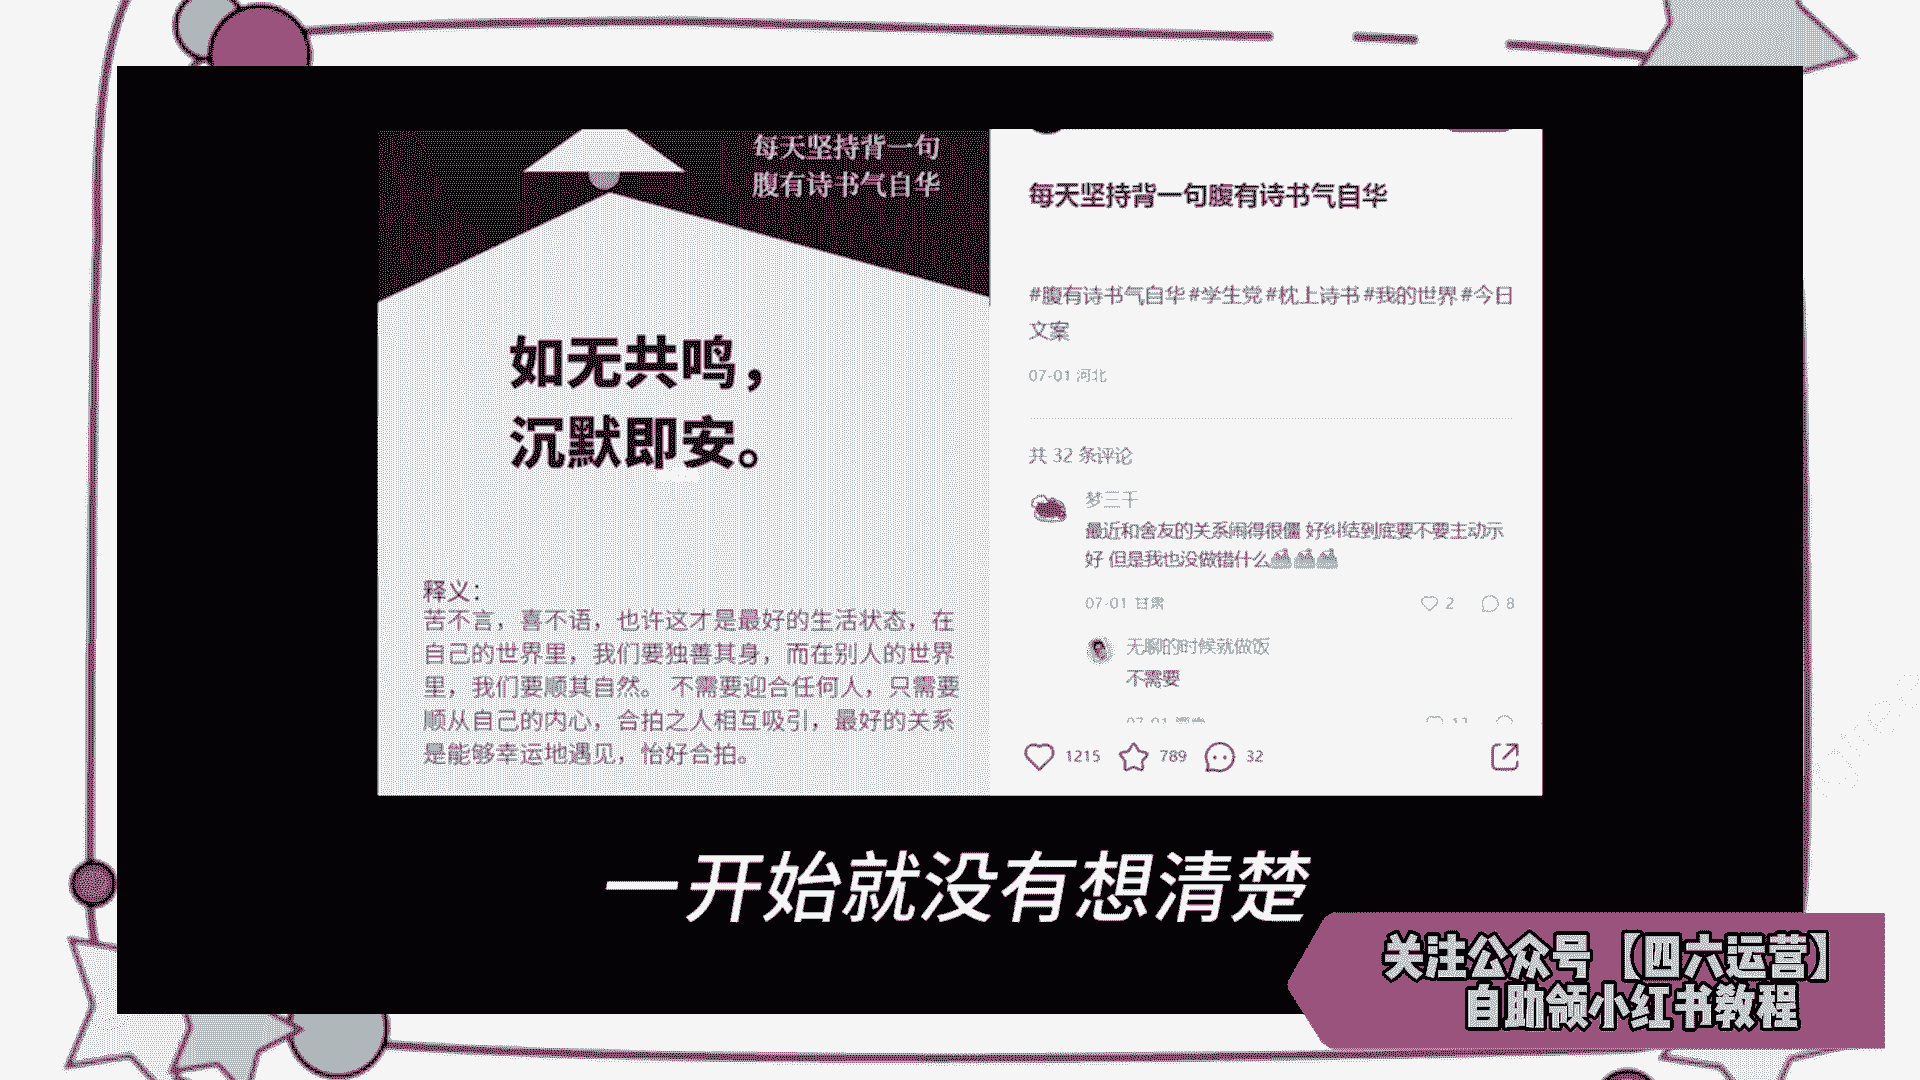 每天坚持背一句
腹有诗书气自华
如无共鸣，
沉默即安。
释义：
苦不言，喜不语，也许这才是最好的生活状态，在
自己的世界里，我们要独善其身，而在别人的世界
里，我们要顺其自然。 不需要迎合任何人，只需要
顺从自己的内心，合拍之人相互吸引，最好的关系
是能够幸运地遇见，恰好合拍。
每天坚持背一句腹有诗书气自华
#腹有诗书气自华 #学生党 #枕上诗书 #我的世界 #今日
文案
07-01 河北
共 32 条评论
梦三千
最近和舍友的关系闹得很僵 好纠结到底要不要主动示
好 但是我也没做错什么
07-01 甘肃
2 8
无聊的时候就做饭
不需要
07-01
1215 789 32
一开始就没有想清楚
关注公众号【四六运营】
自助领小红书教程